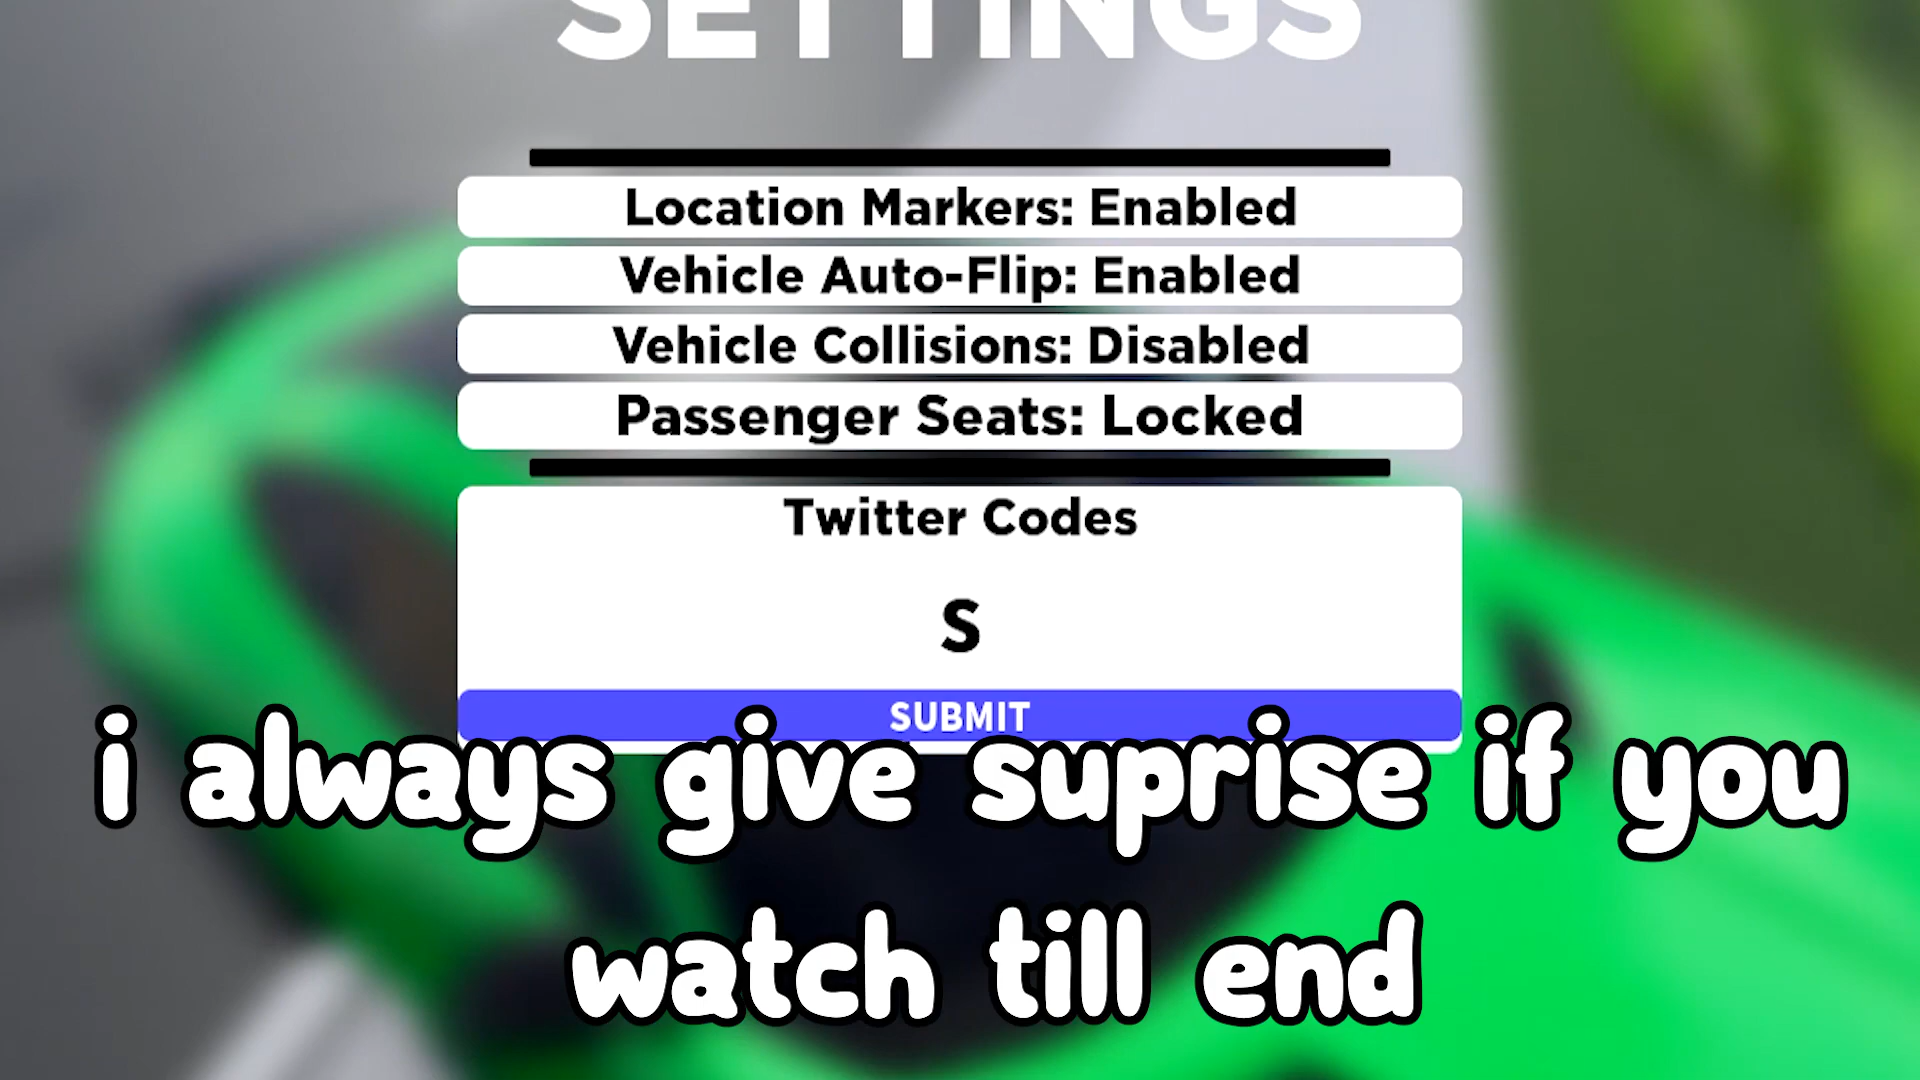 SETTINGS
Location Markers: Enabled
Vehicle Auto-Flip: Enabled
Vehicle Collisions: Disabled
Passenger Seats: Locked
Twitter Codes
S
SUBMIT
i always give suprise if you
watch till end